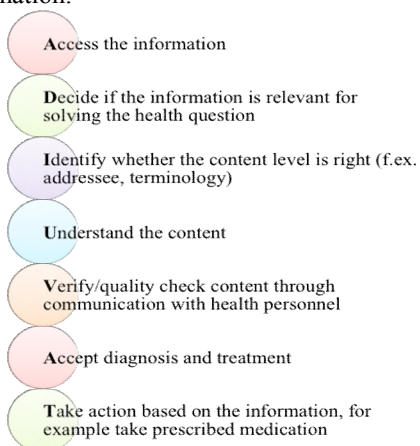 nation.
Access the information
Decide if the information is relevant for
solving the health question
Identify whether the content level is right (f.ex.
addressee, terminology)
Understand the content
Verify/quality check content through
communication with health personnel
Accept diagnosis and treatment
Take action based on the information, for
example take prescribed medication